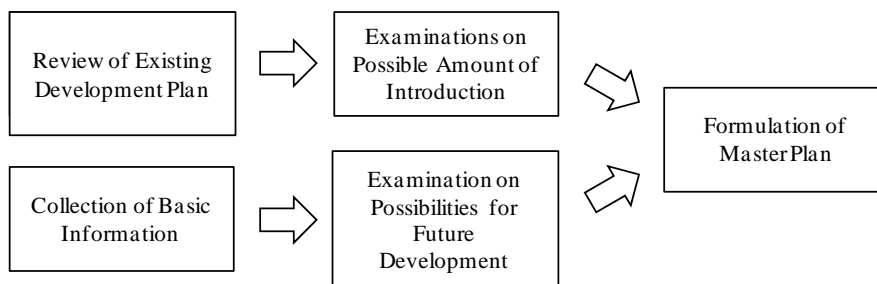 Review of Existing
Development Plan
Examinations on
Possible Amount of
Introduction
Collection of Basic
Information
Examination on
Possibilities for
Future
Development
Formulation of
Master Plan